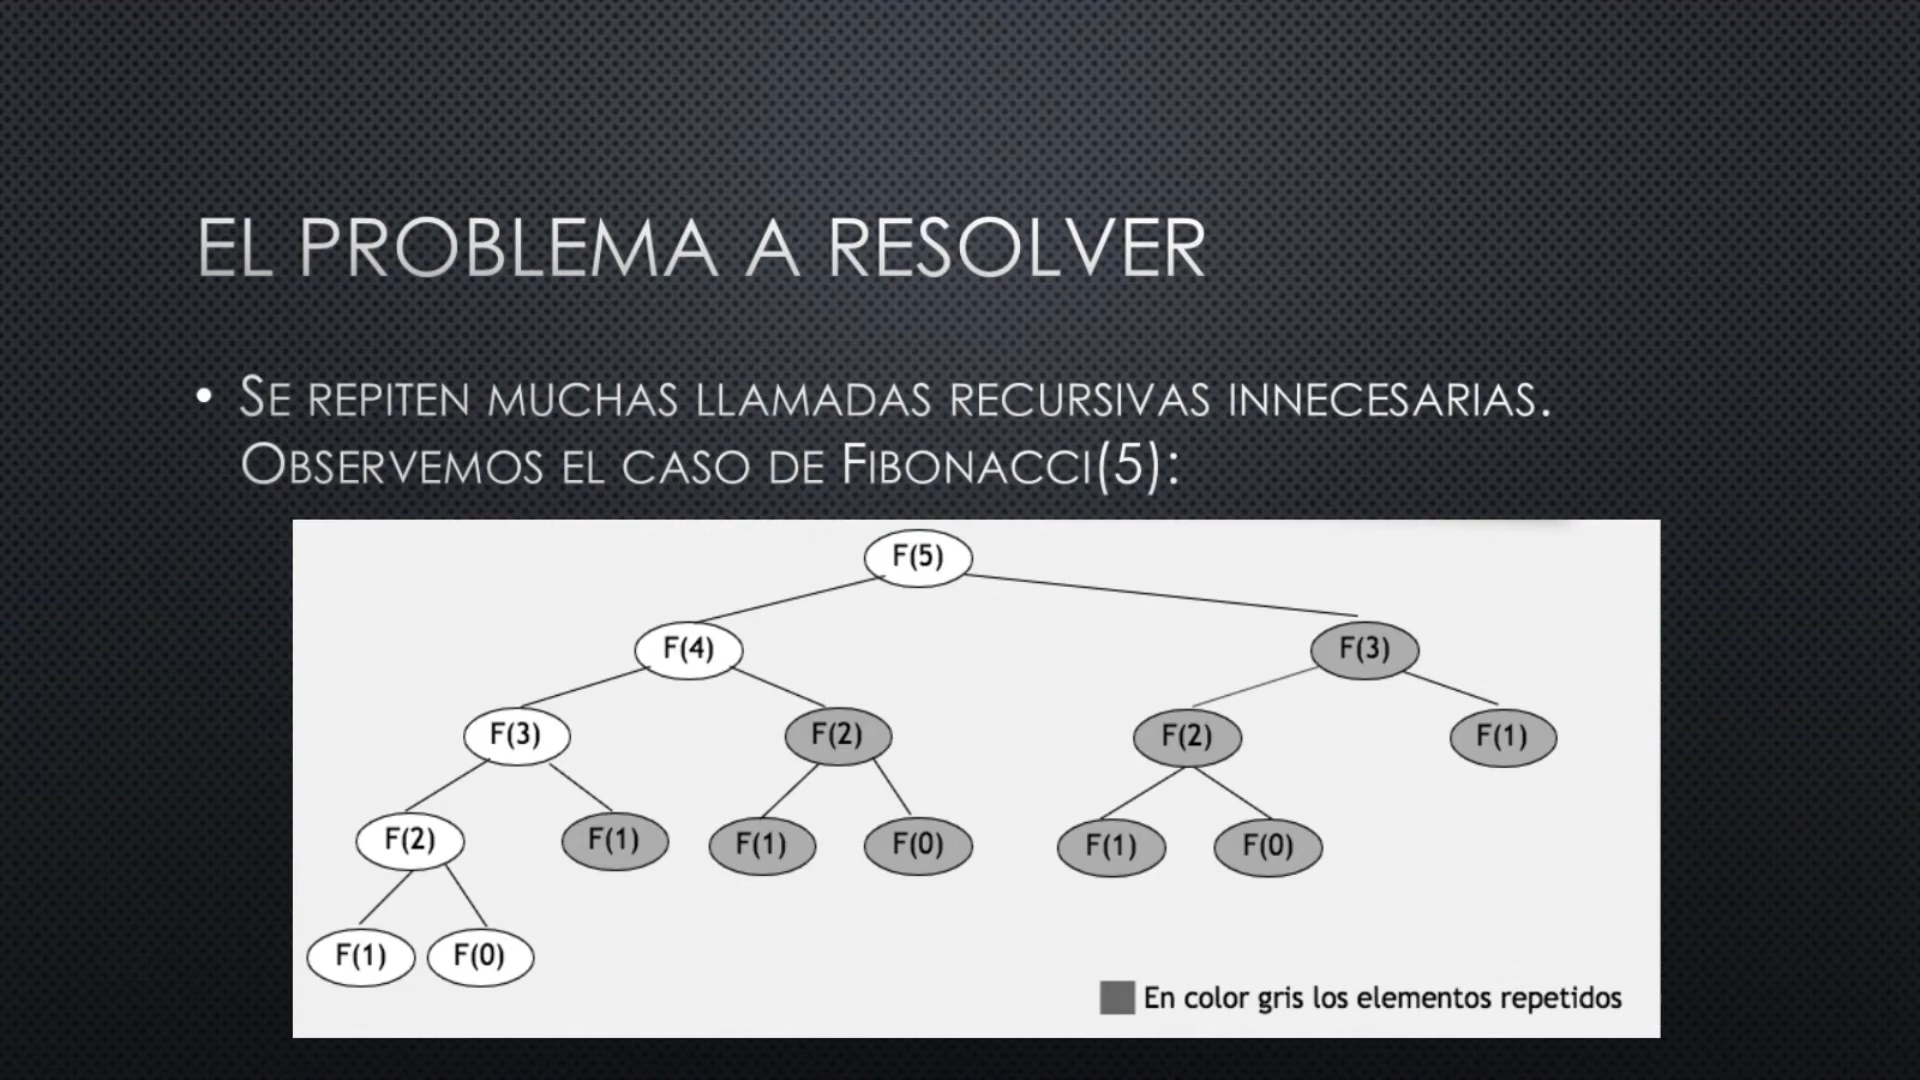 EL PROBLEMA A RESOLVER
• SE REPITEN MUCHAS LLAMADAS RECURSIVAS INNECESARIAS.
OBSERVEMOS EL CASO DE FIBONACCI(5):
F(5)
F(4) F(3)
F(3) F(2) F(2) F(1)
F(2) F(1) F(1) F(0) F(1) F(0)
F(1) F(0)
En color gris los elementos repetidos